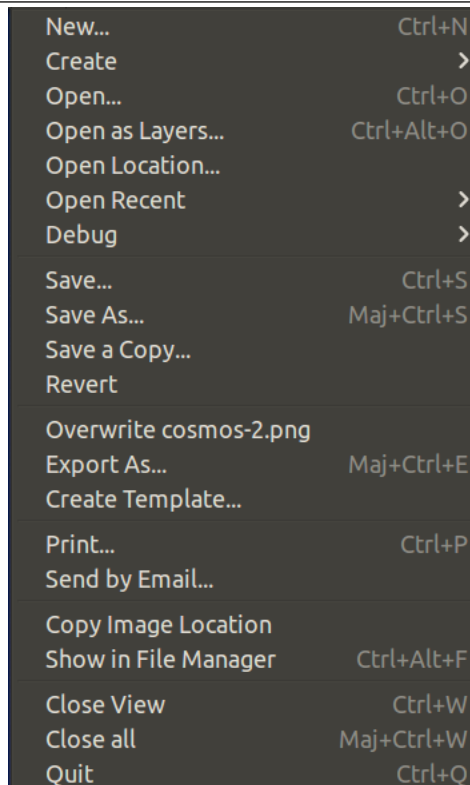 New... Ctrl+N
Create
Open... Ctrl+O
Open as Layers... Ctrl+Alt+O
Open Location...
Open Recent
Debug
Save... Ctrl+S
Save As... Maj+Ctrl+S
Save a Copy...
Revert
Overwrite cosmos-2.png
Export As... Maj+Ctrl+E
Create Template...
Print... Ctrl+P
Send by Email...
Copy Image Location
Show in File Manager Ctrl+Alt+F
Close View Ctrl+W
Close all Maj+Ctrl+W
Quit Ctrl+Q